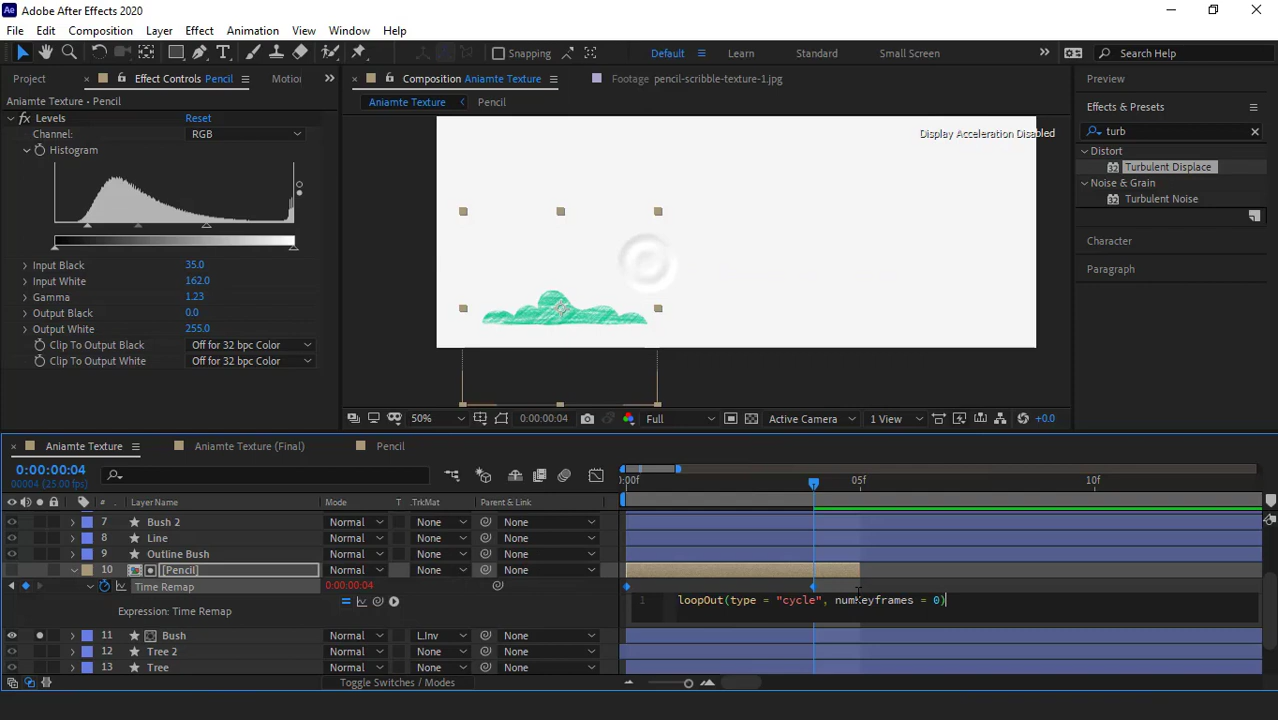 Adobe After Effects 2020
File Edit Composition Layer Effect Animation View Window Help
Snapping Default Learn Standard Small Screen Search Help
Project Effect Controls Pencil Motioı Composition Aniamte Texture Footage pencil-scribble-texture-1.jpg Preview
Aniamte Texture • Pencil Aniamte Texture Pencil Effects & Presets
fx Levels Reset turb
Channel: RGB Display Acceleration Disabled
Histogram Distort
32 Turbulent Displace
Noise & Grain
32 Turbulent Noise
Character
Input Black 35.0 Paragraph
Input White 162.0
Gamma 1.23
Output Black 0.0
Output White 255.0
Clip To Output Black Off for 32 bpc Color
Clip To Output White Off for 32 bpc Color
50% 0:00:00:04 Full Active Camera 1 View +0.0
Aniamte Texture Aniamte Texture (Final) Pencil
0:00:00:04
00004 (25.00 fps) :00f 05f 10f
# Layer Name Mode T .TrkMat Parent & Link
7 Bush 2 Normal None None
8 Line Normal None None
9 Outline Bush Normal None None
10 [Pencil] Normal None None
Time Remap 0:00:00:04
1 loopOut(type = "cycle", numKeyframes = 0)
Expression: Time Remap
11 Bush Normal L.Inv None
12 Tree 2 Normal None None
13 Tree Normal None None
Toggle Switches / Modes